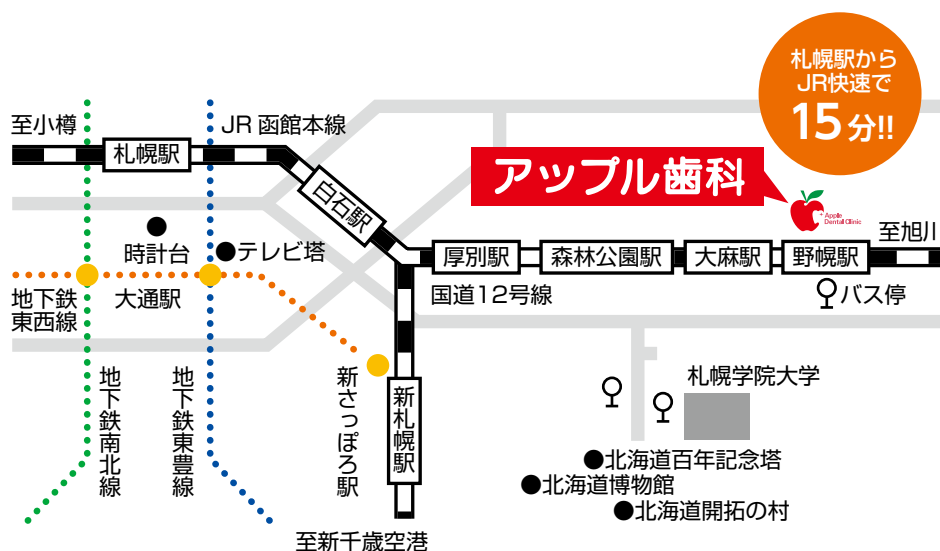 札幌駅から
JR快速で
15分!!
至小樽
JR函館本線
札幌駅
アップル歯科
Apple
Dental Clinic
白石駅
時計台
テレビ塔
厚別駅
森林公園駅
大麻駅
野幌駅
至旭川
地下鉄
東西線
大通駅
国道12号線
バス停
地下鉄南北線
地下鉄東豊線
新さっぽろ駅
新札幌駅
札幌学院大学
北海道百年記念塔
北海道博物館
北海道開拓の村
至新千歳空港